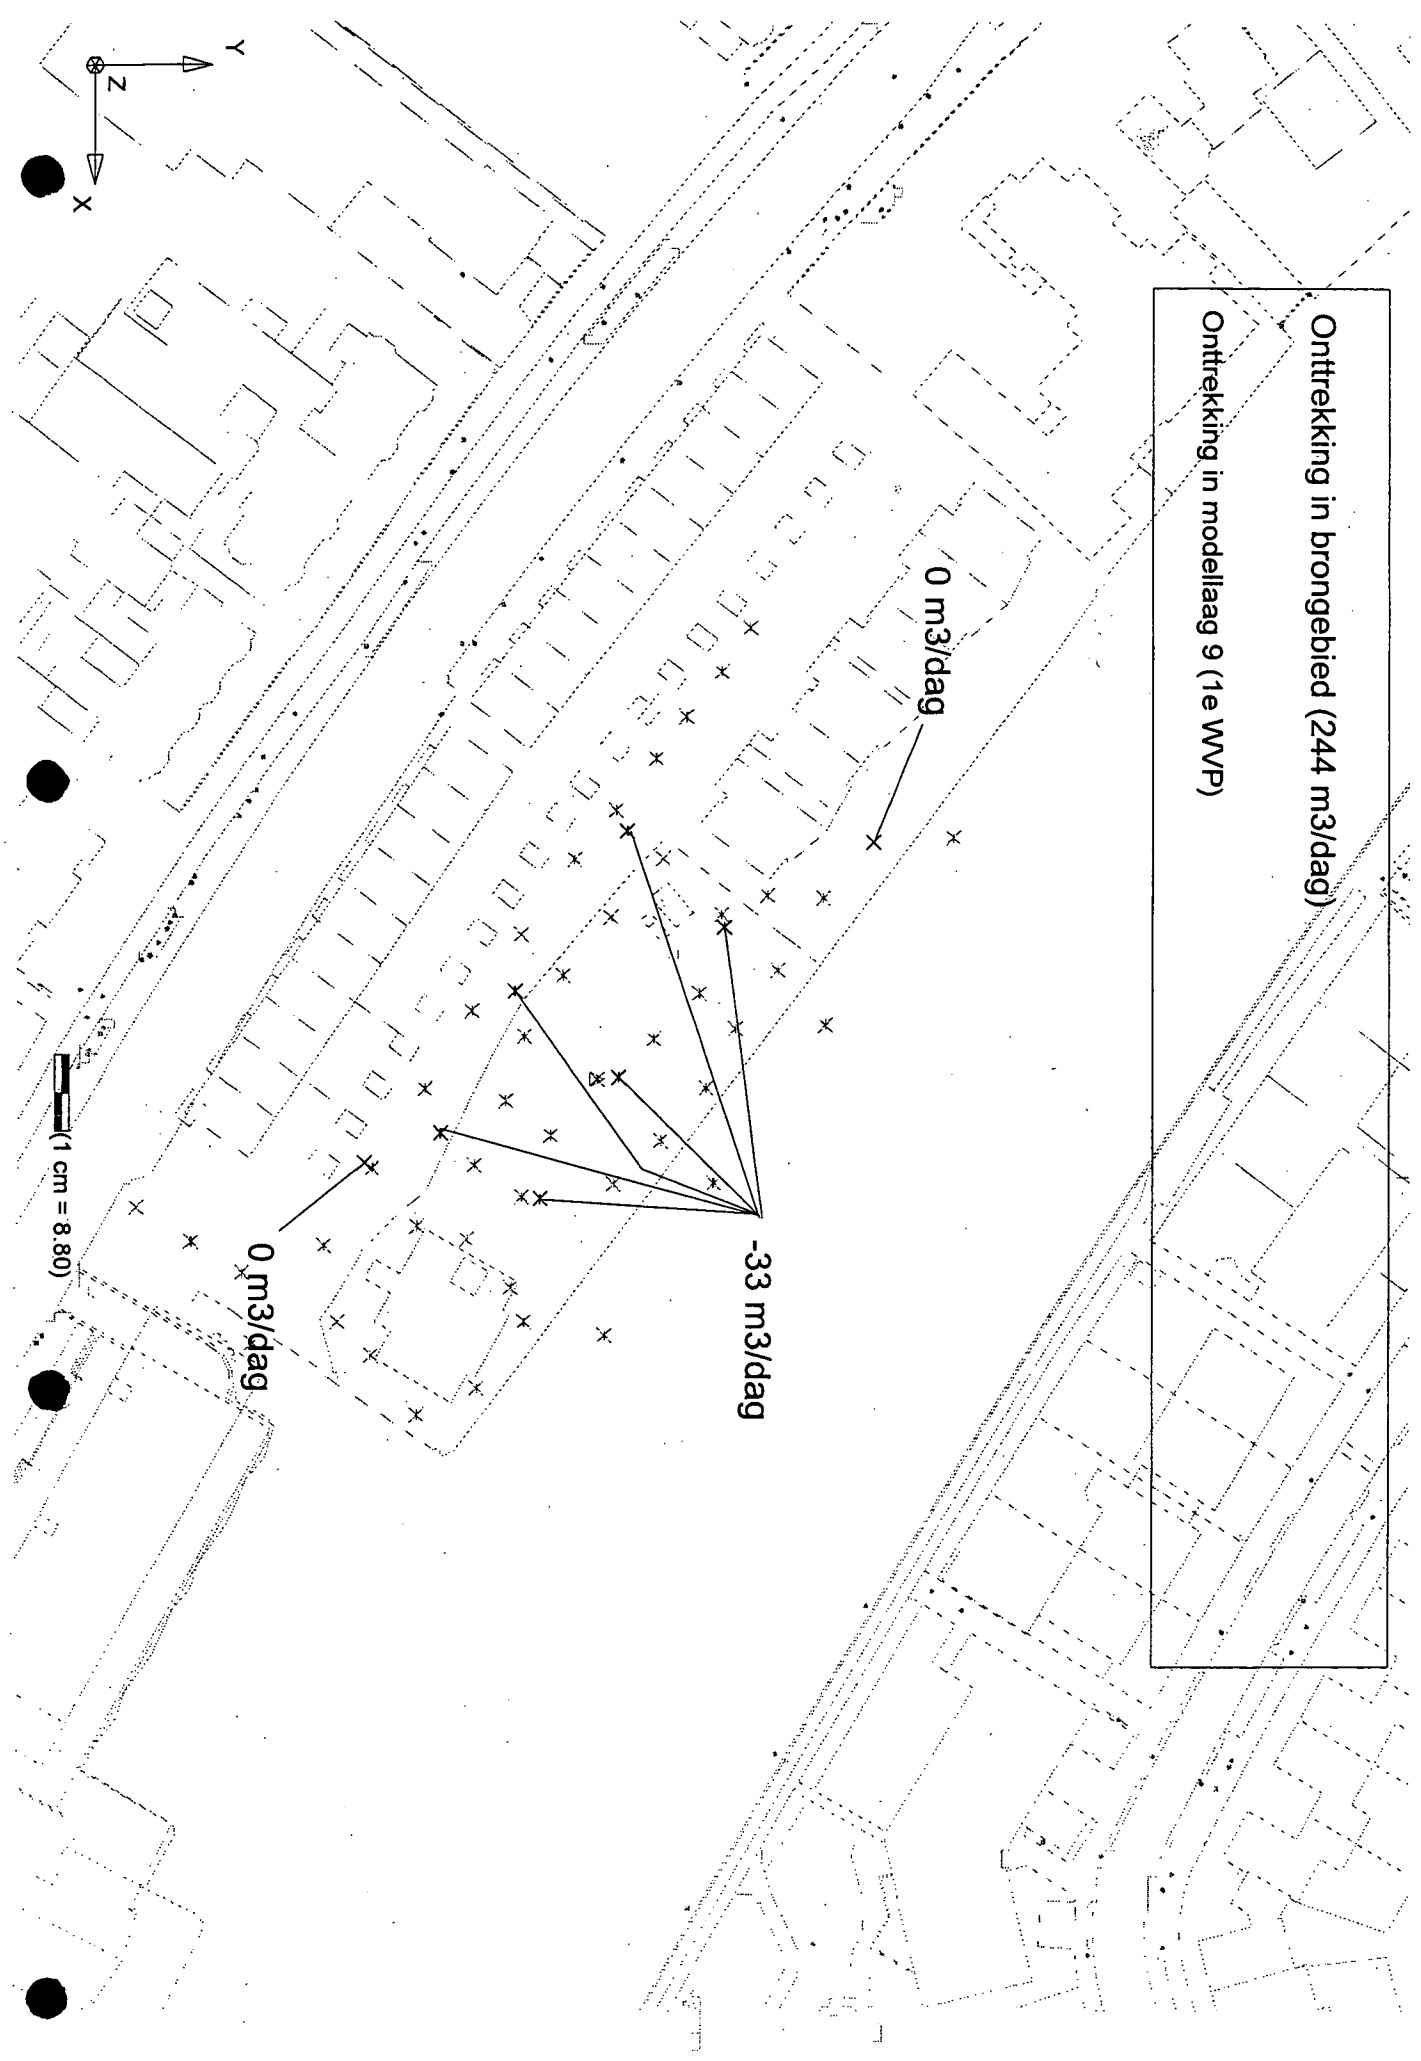 Onttrekking in brongebied (244 m3/dag)
Onttrekking in modellaag 9 (1e WVP)
0 m3/dag
-33 m3/dag
0 m3/dag
Y
Z
X
(1 cm = 8.80)